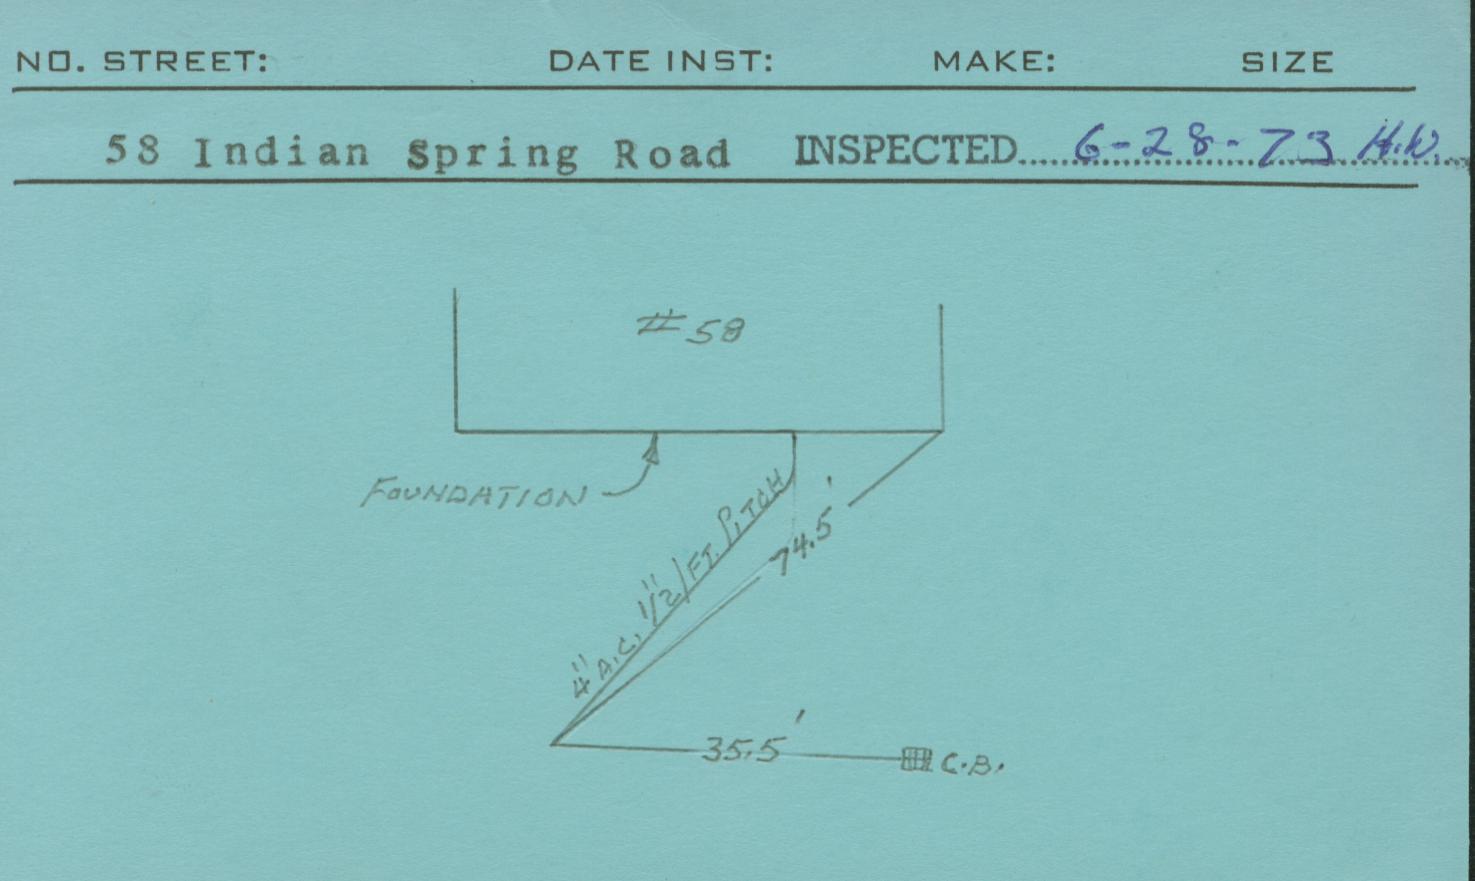 NO. STREET: DATE INST: MAKE: SIZE
58 Indian Spring Road INSPECTED 6-28-73 H.W.
#58
FOUNDATION
4" A.C. 1/2"/FT. PITCH
74.5'
35.5'
C.B.